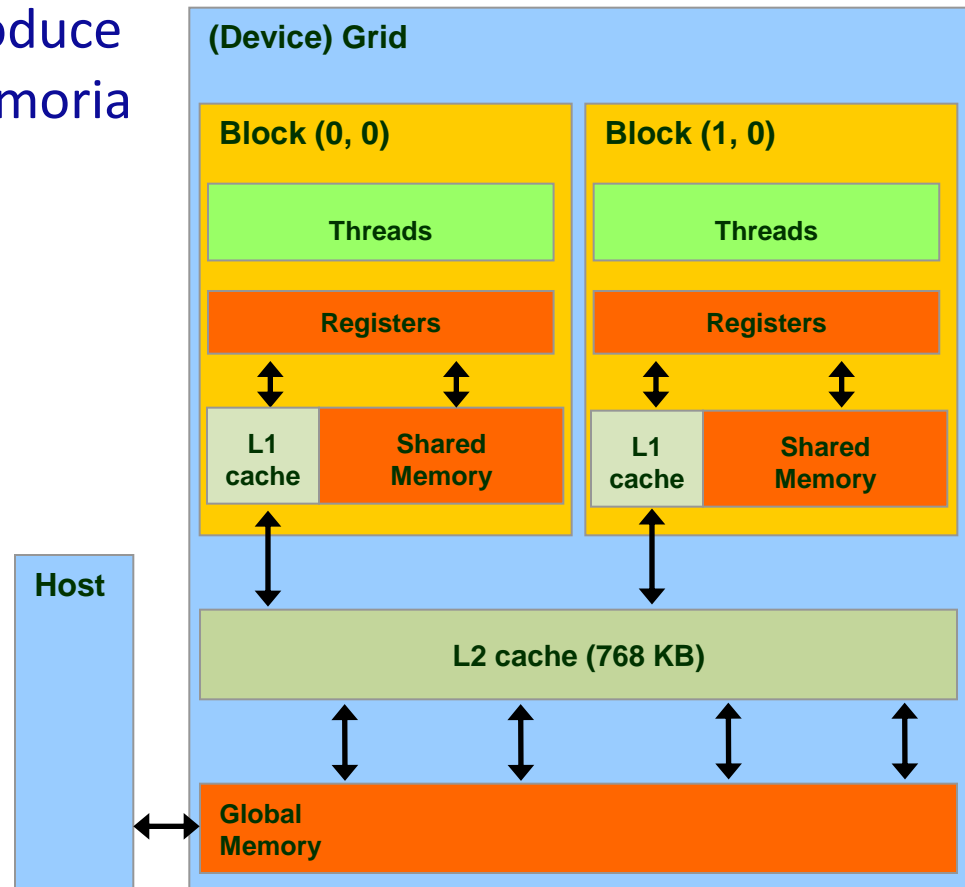 (Device) Grid
Block (0, 0)
Threads
Registers
L1
cache
Shared
Memory
Block (1, 0)
Threads
Registers
L1
cache
Shared
Memory
Host
L2 cache (768 KB)
Global
Memory